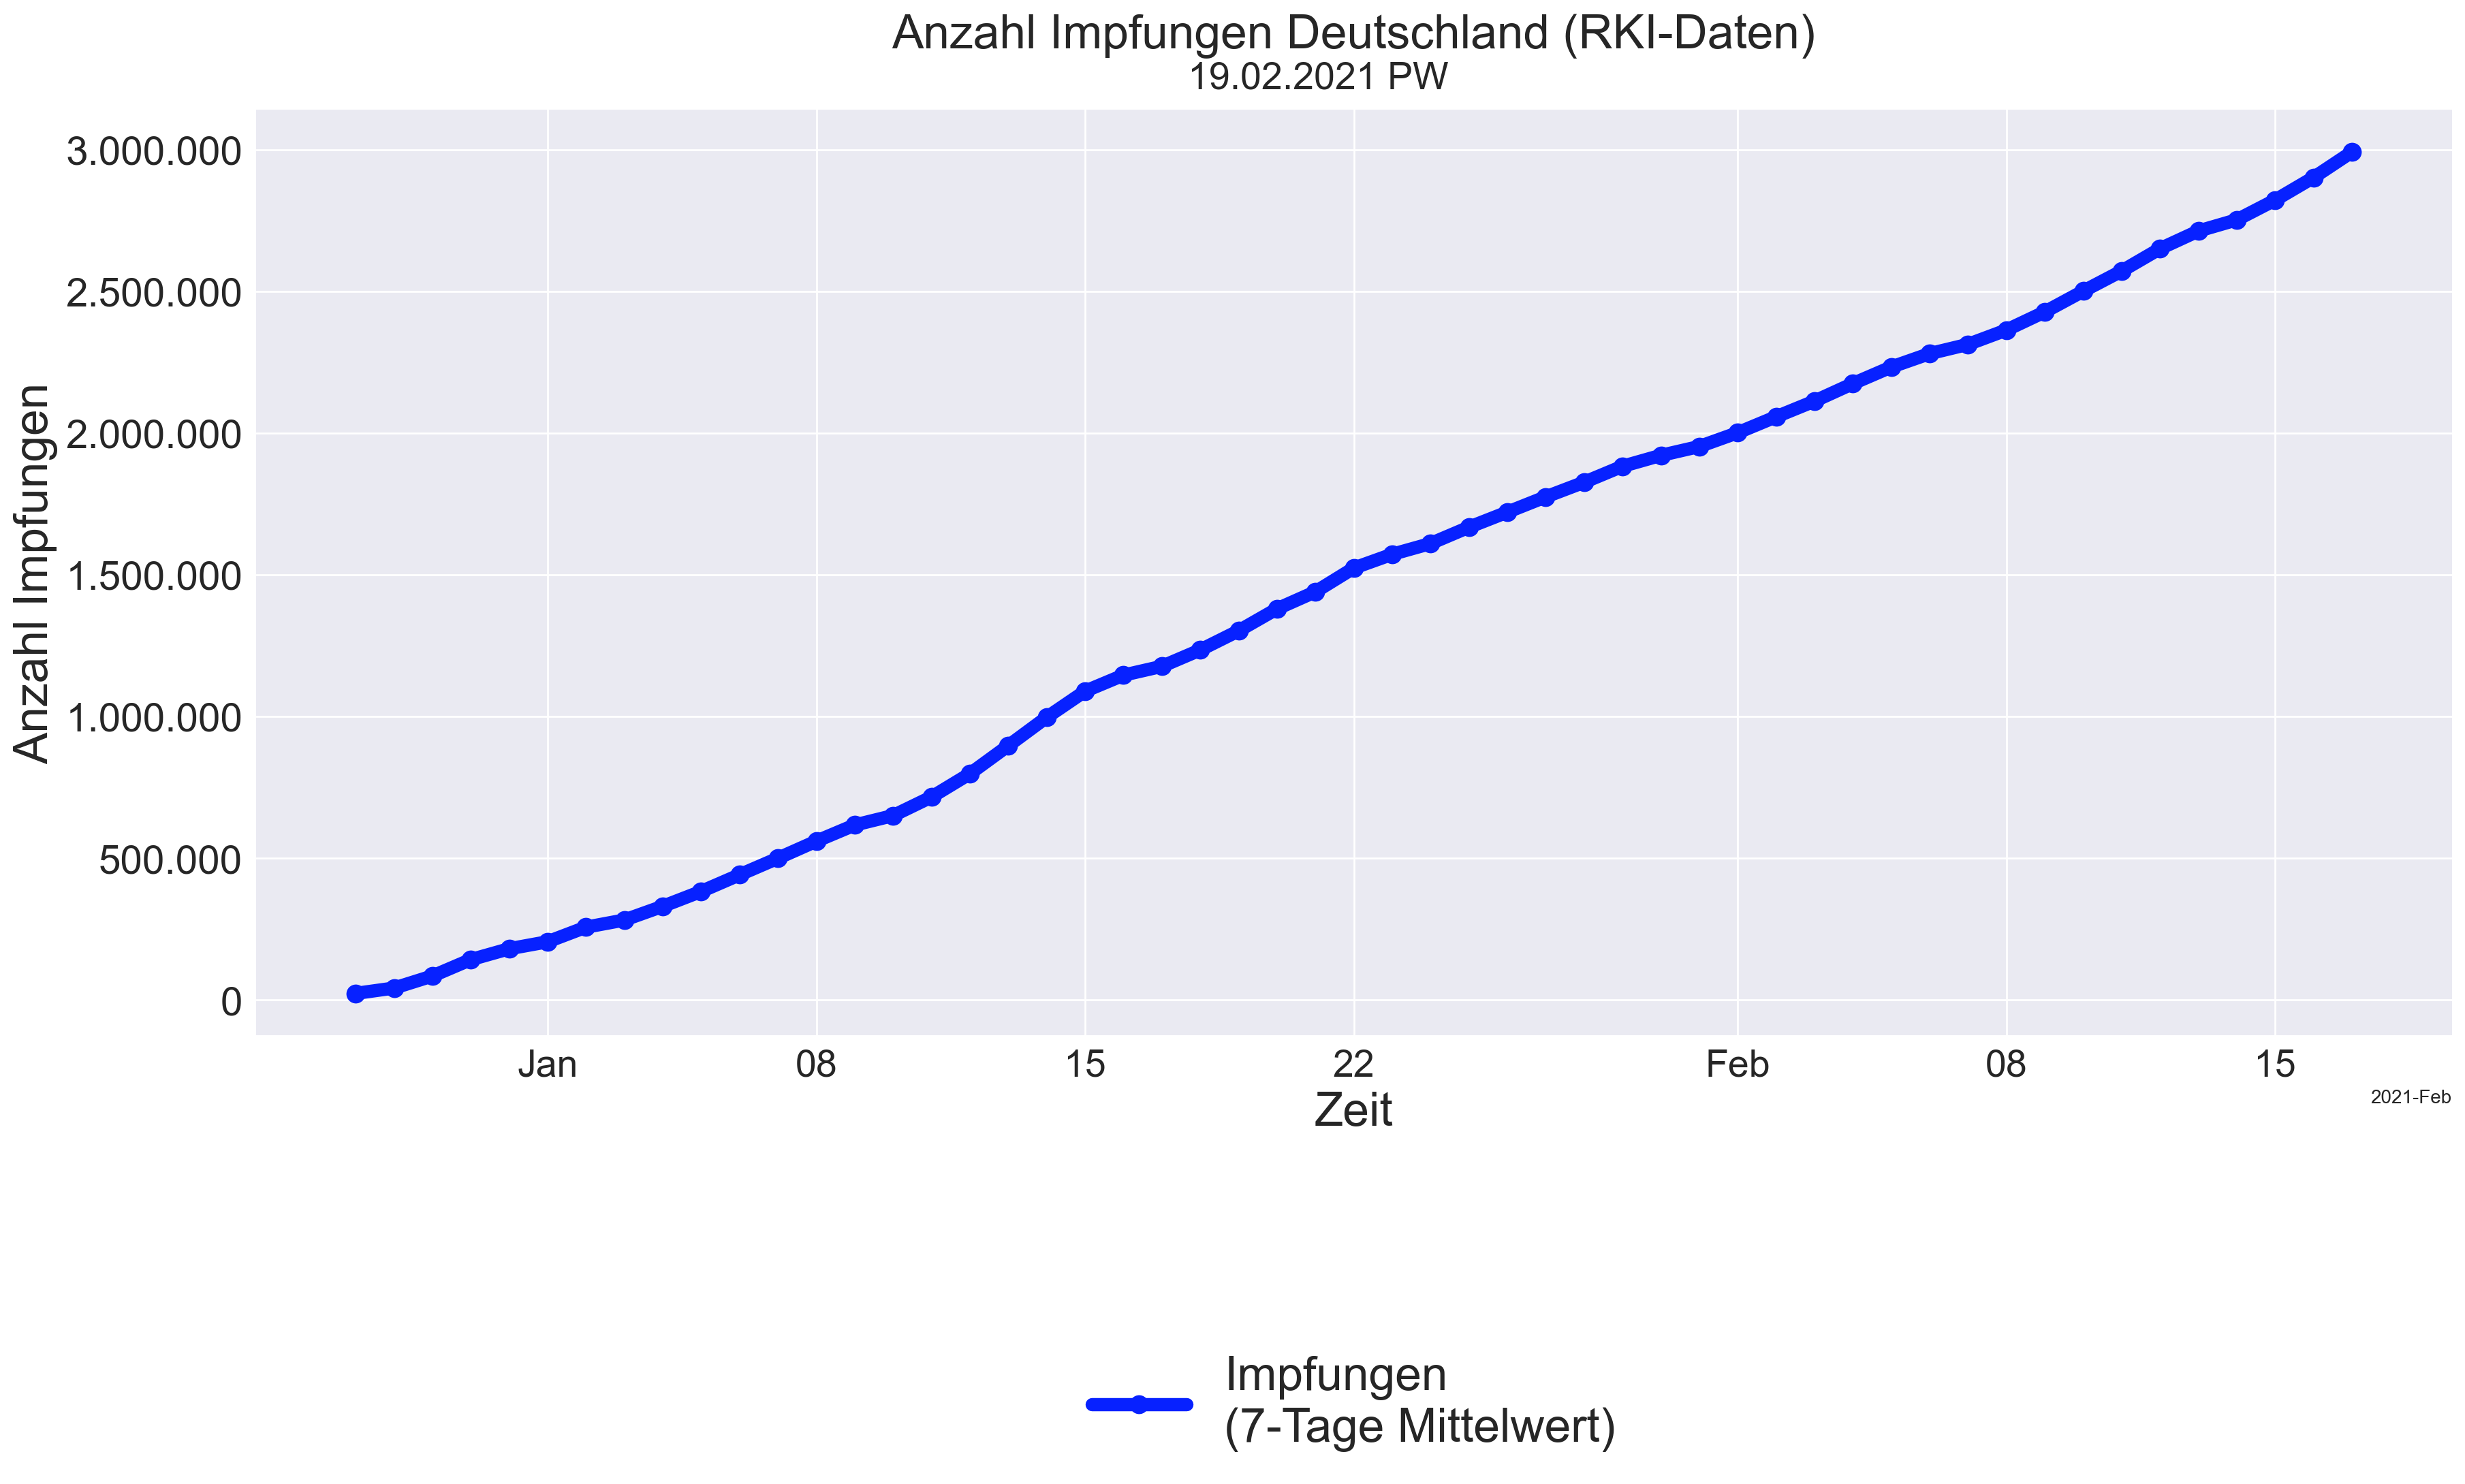 Anzahl Impfungen Deutschland (RKI-Daten)
19.02.2021 PW
3.000.000
2.500.000
2.000.000
1.500.000
1.000.000
500.000
0
Anzahl Impfungen
Jan 08 15 22 Feb 08 15
Zeit
2021-Feb
Impfungen
(7-Tage Mittelwert)